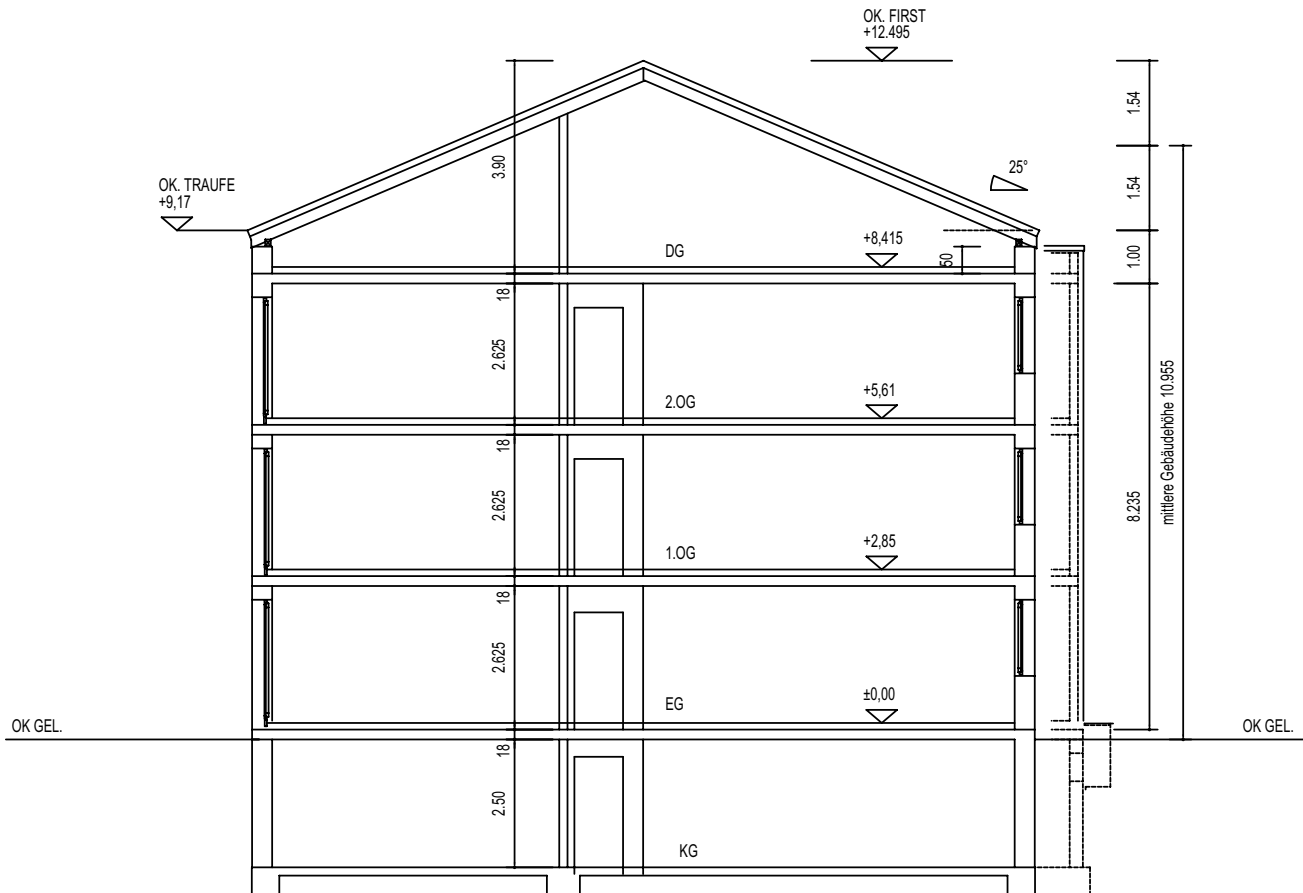 OK. FIRST
+12.495
1.54
3.90
25°
1.54
OK. TRAUFE
+9,17
DG
+8,415
50
1.00
18
2.625
2.OG
+5,61
mittlere Gebäudehöhe 10.955
18
2.625
8.235
1.OG
+2,85
18
2.625
EG
±0,00
OK GEL.
OK GEL.
18
2.50
KG